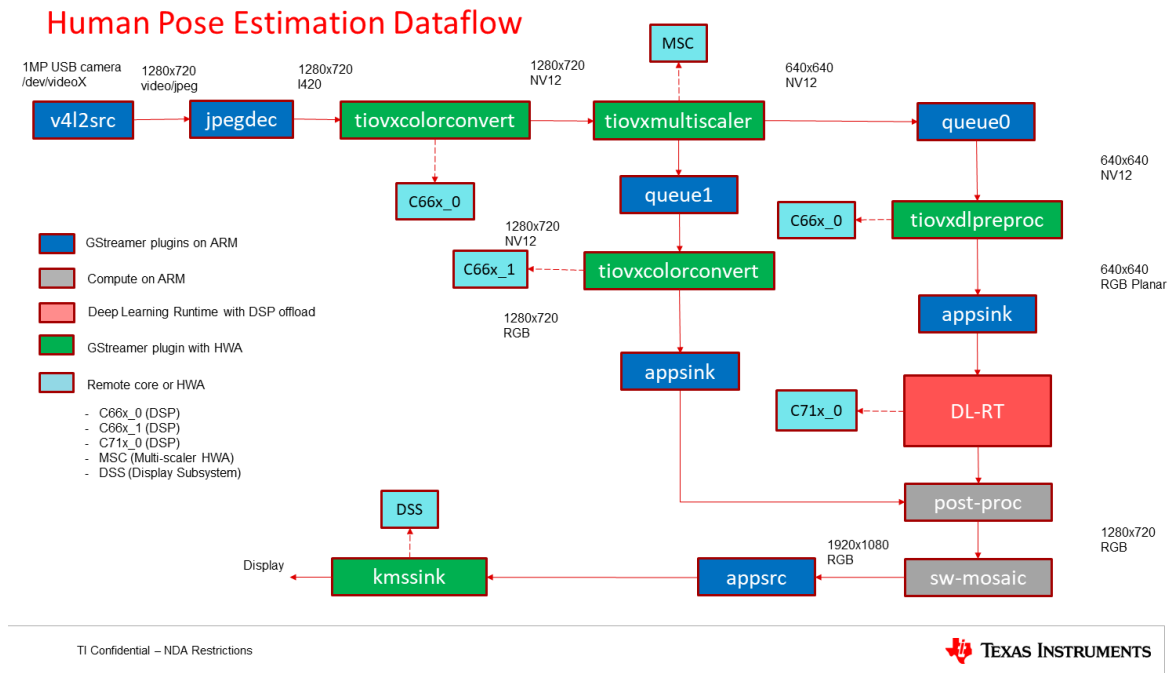 Human Pose Estimation Dataflow
1MP USB camera
/dev/videoX
1280x720
video/jpeg
1280x720
I420
1280x720
NV12
MSC
640x640
NV12
v4l2src
jpegdec
tiovxcolorconvert
tiovxmultiscaler
queue0
C66x_0
queue1
640x640
NV12
C66x_0
tiovxdlpreproc
1280x720
NV12
C66x_1
tiovxcolorconvert
640x640
RGB Planar
1280x720
RGB
appsink
appsink
C71x_0
DL-RT
GStreamer plugins on ARM
Compute on ARM
Deep Learning Runtime with DSP offload
GStreamer plugin with HWA
Remote core or HWA
- C66x_0 (DSP)
- C66x_1 (DSP)
- C71x_0 (DSP)
- MSC (Multi-scaler HWA)
- DSS (Display Subsystem)
post-proc
DSS
1280x720
RGB
1920x1080
RGB
Display
kmssink
appsrc
sw-mosaic
TI Confidential – NDA Restrictions
TEXAS INSTRUMENTS